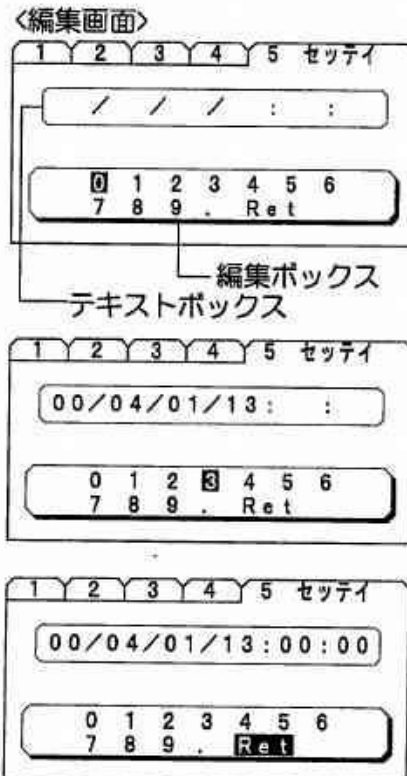 <編集画面>
1 2 3 4 5 セッテイ
/ / / : :
0 1 2 3 4 5 6
7 8 9 . Ret
編集ボックス
テキストボックス
1 2 3 4 5 セッテイ
00/04/01/13: :
0 1 2 3 4 5 6
7 8 9 . Ret
1 2 3 4 5 セッテイ
00/04/01/13:00:00
0 1 2 3 4 5 6
7 8 9 . Ret